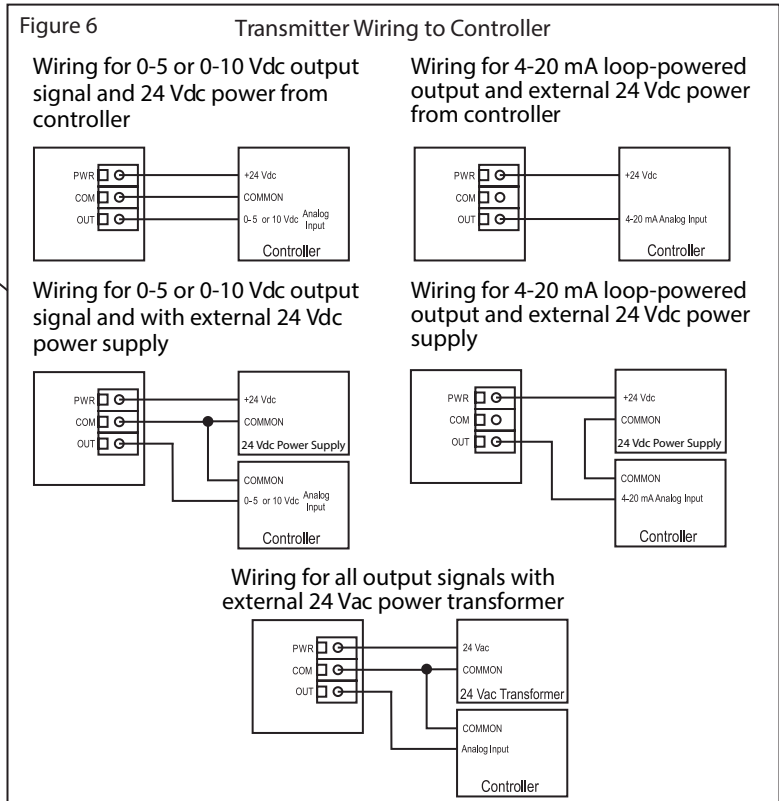 Figure 6
Transmitter Wiring to Controller
Wiring for 0-5 or 0-10 Vdc output
signal and 24 Vdc power from
controller
PWR
COM
OUT
+24 Vdc
COMMON
0-5 or 10 Vdc Analog
Input
Controller
Wiring for 4-20 mA loop-powered
output and external 24 Vdc power
from controller
PWR
COM
OUT
+24 Vdc
4-20 mA Analog Input
Controller
Wiring for 0-5 or 0-10 Vdc output
signal and with external 24 Vdc
power supply
PWR
COM
OUT
+24 Vdc
COMMON
24 Vdc Power Supply
COMMON
0-5 or 10 Vdc Analog
Input
Controller
Wiring for 4-20 mA loop-powered
output and external 24 Vdc power
supply
PWR
COM
OUT
+24 Vdc
COMMON
24 Vdc Power Supply
COMMON
4-20 mA Analog Input
Controller
Wiring for all output signals with
external 24 Vac power transformer
PWR
COM
OUT
24 Vac
COMMON
24 Vac Transformer
COMMON
Analog Input
Controller